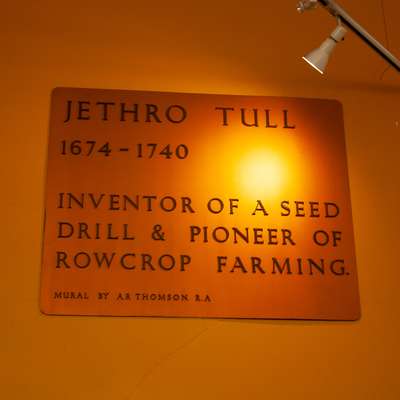 JETHRO TULL
1674-1740
INVENTOR OF A SEED
DRILL & PIONEER OF
ROWCROP FARMING.
MURAL BY A.R THOMSON. R.A